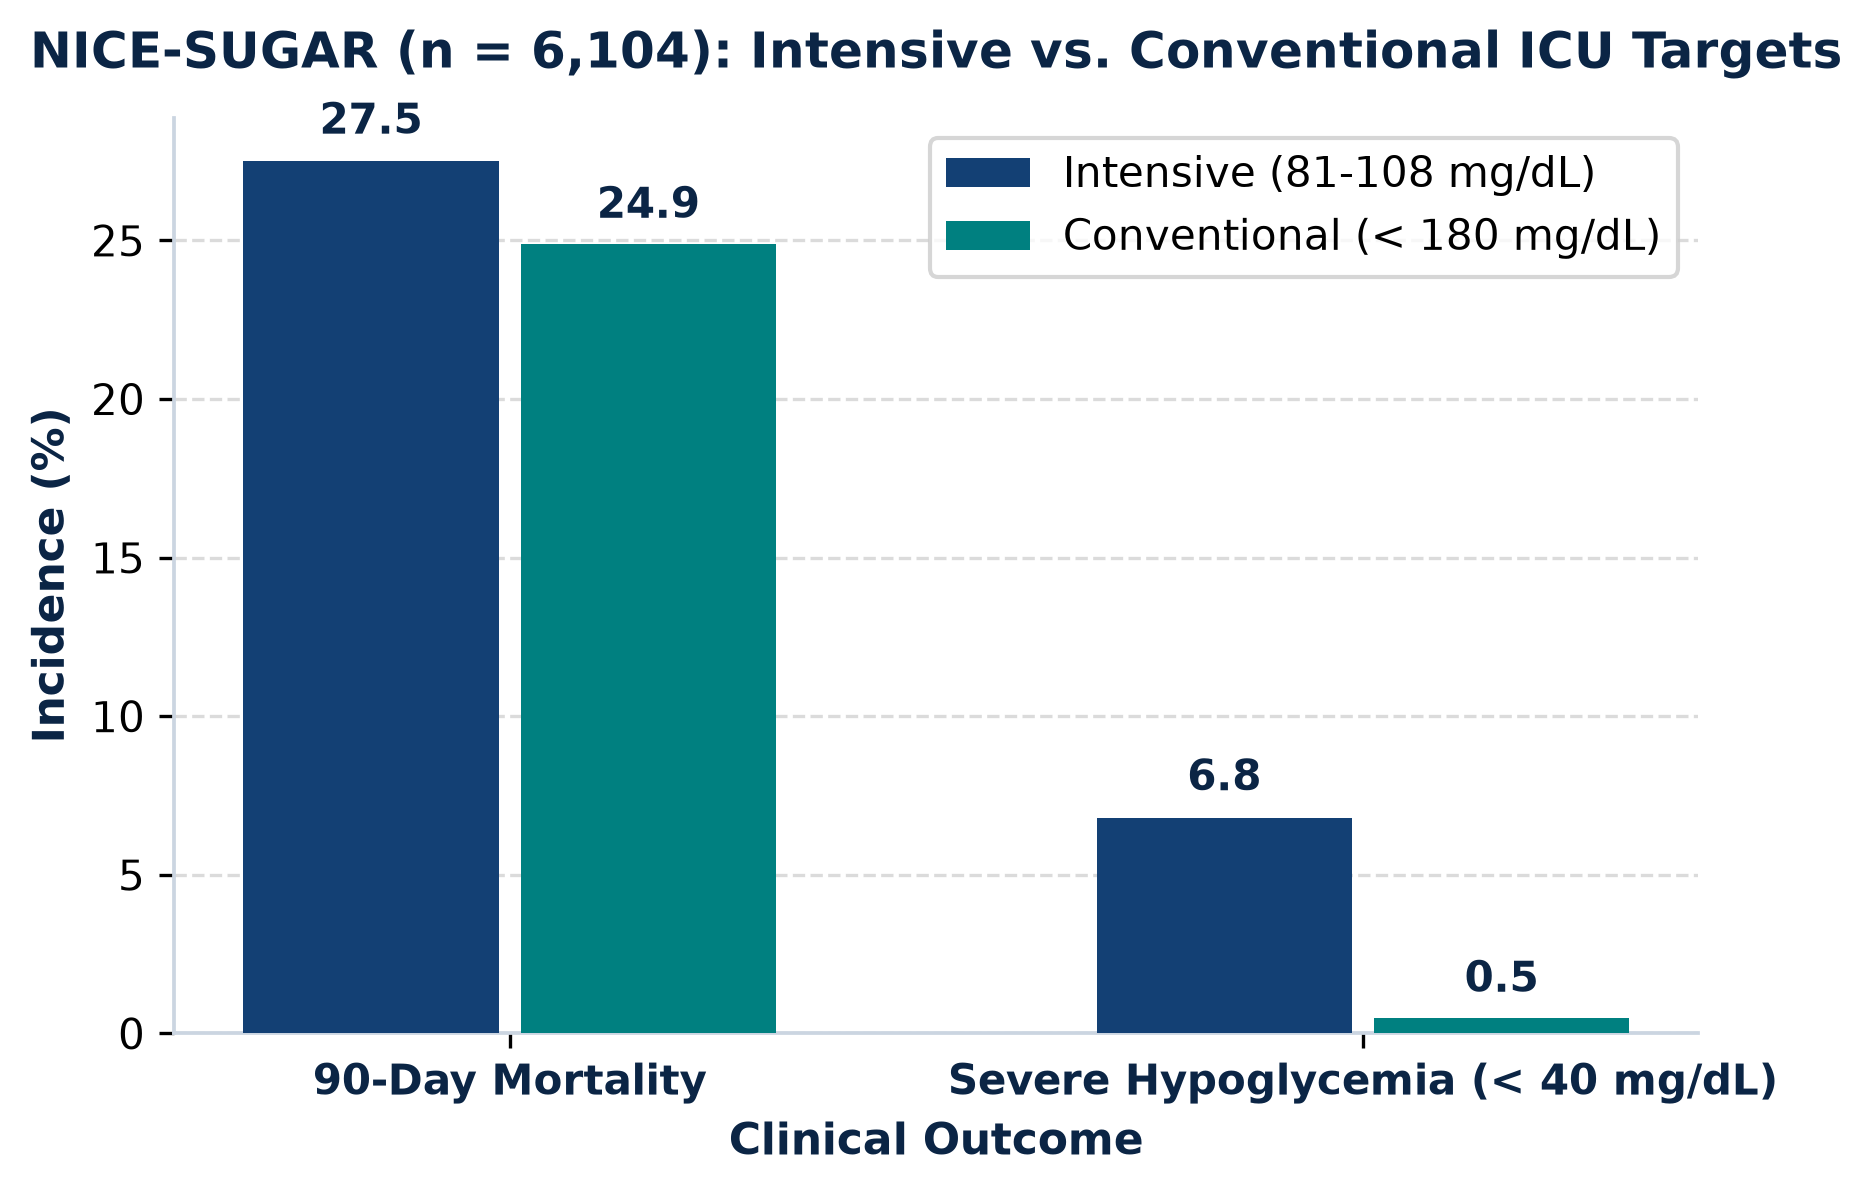 NICE-SUGAR (n = 6,104): Intensive vs. Conventional ICU Targets
27.5
24.9
Intensive (81-108 mg/dL)
Conventional (< 180 mg/dL)
25
20
15
10
5
0
Incidence (%)
6.8
0.5
90-Day Mortality
Severe Hypoglycemia (< 40 mg/dL)
Clinical Outcome